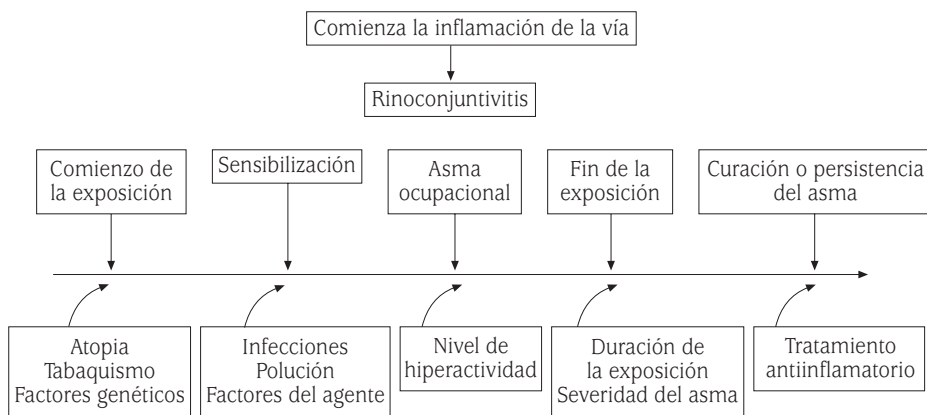 Comienza la inflamación de la vía
Rinoconjuntivitis
Comienzo de
la exposición
Sensibilización
Asma
ocupacional
Fin de la
exposición
Curación o persistencia
del asma
Atopia
Tabaquismo
Factores genéticos
Infecciones
Polución
Factores del agente
Nivel de
hiperactividad
Duración de
la exposición
Severidad del asma
Tratamiento
antiinflamatorio